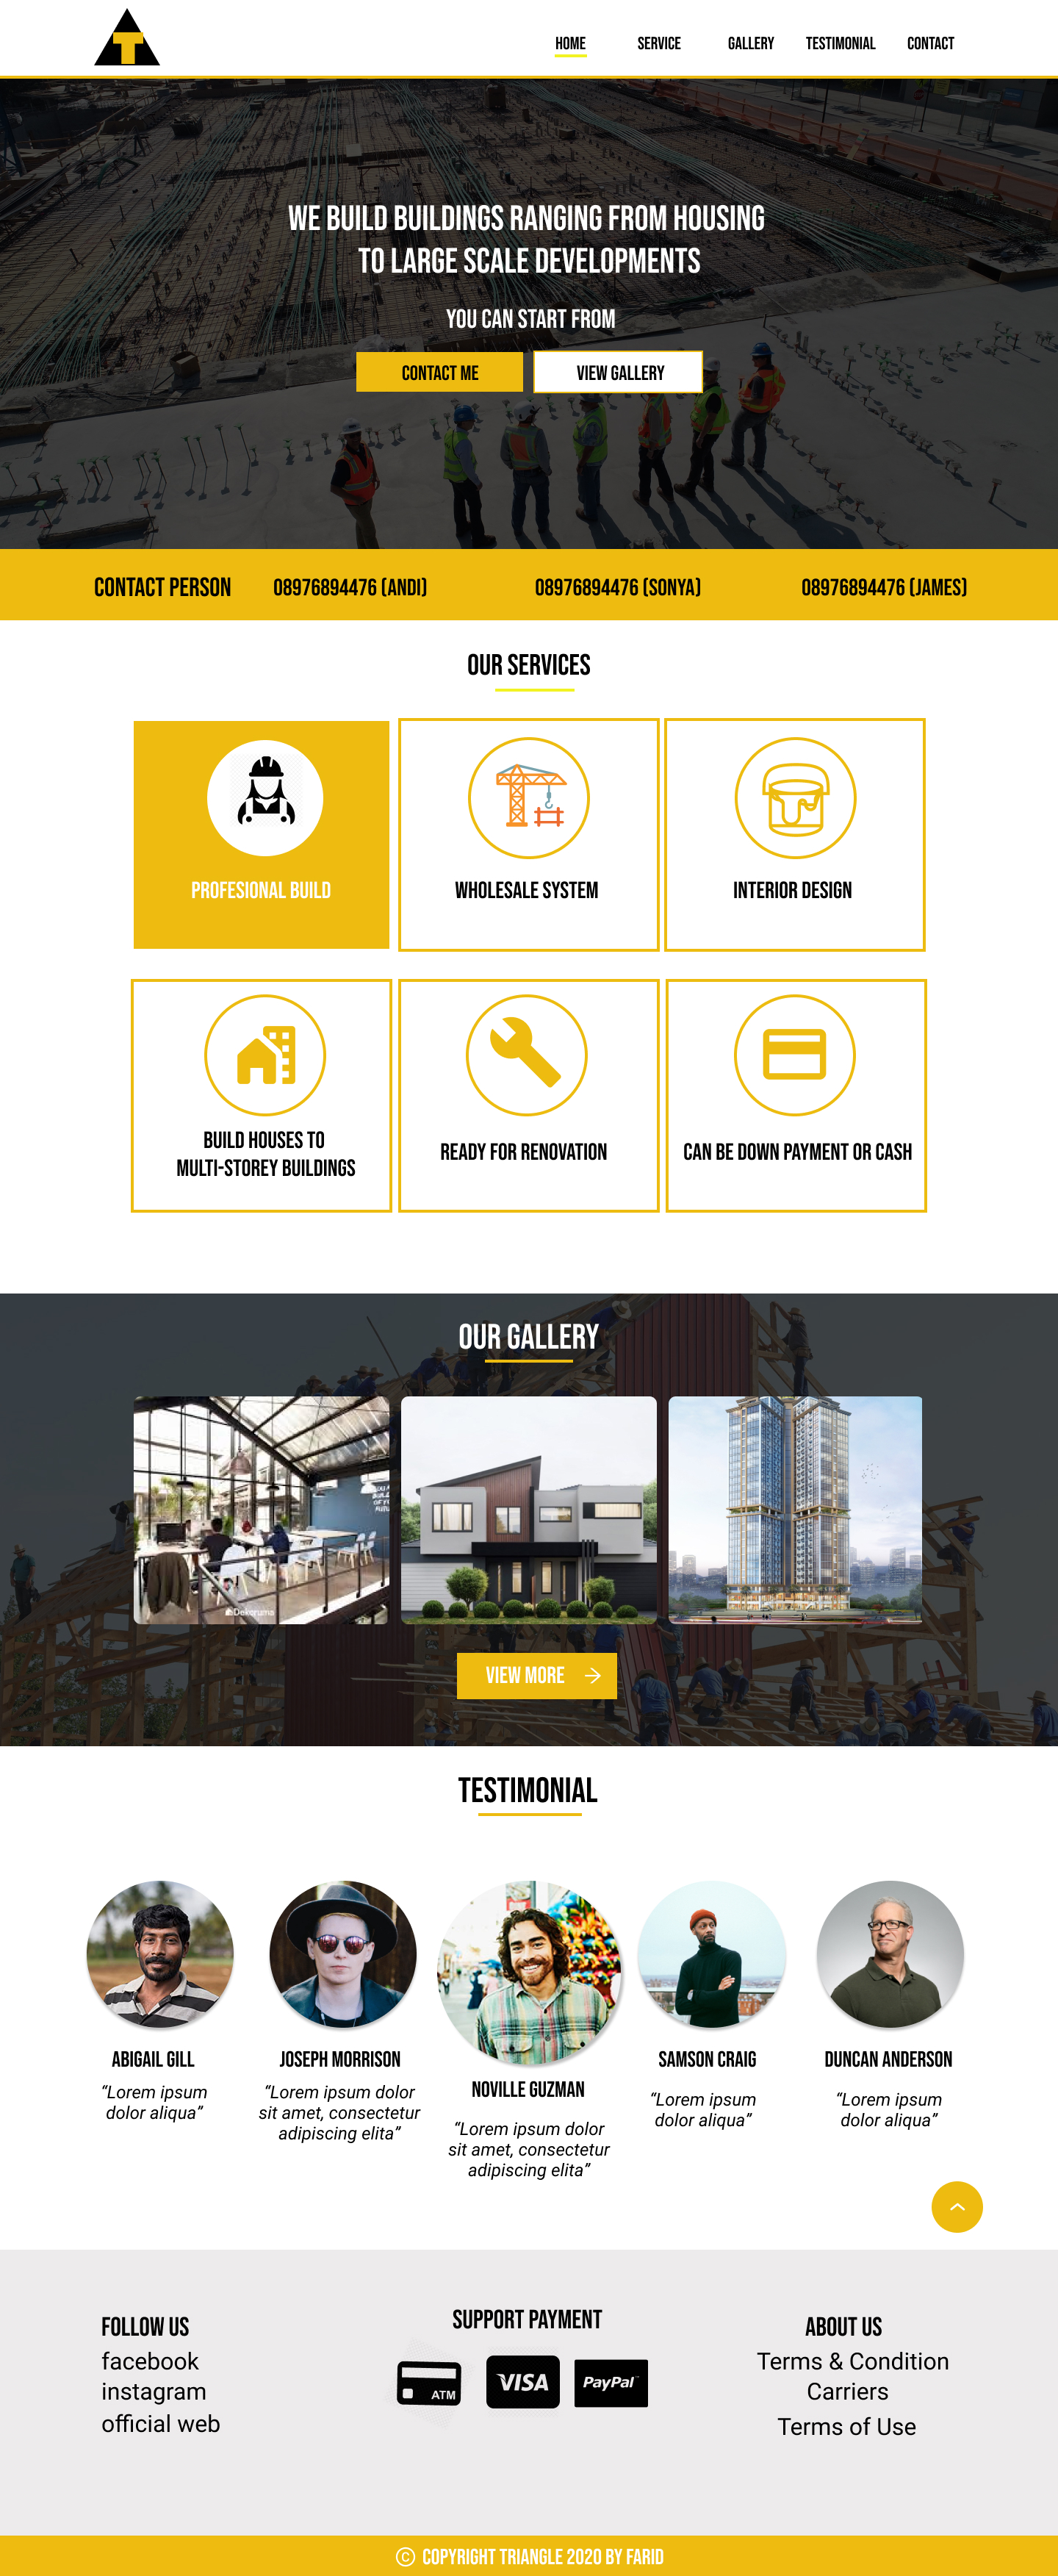 T
HOME
SERVICE
GALLERY
TESTIMONIAL
CONTACT
WE BUILD BUILDINGS RANGING FROM HOUSING
TO LARGE SCALE DEVELOPMENTS
YOU CAN START FROM
CONTACT ME
VIEW GALLERY
CONTACT PERSON
08976894476 (ANDI)
08976894476 (SONYA)
08976894476 (JAMES)
OUR SERVICES
PROFESIONAL BUILD
WHOLESALE SYSTEM
INTERIOR DESIGN
BUILD HOUSES TO
MULTI-STOREY BUILDINGS
READY FOR RENOVATION
CAN BE DOWN PAYMENT OR CASH
OUR GALLERY
Dekoruma
VIEW MORE
TESTIMONIAL
ABIGAIL GILL
“Lorem ipsum
dolor aliqua”
JOSEPH MORRISON
“Lorem ipsum dolor
sit amet, consectetur
adipiscing elita”
NOVILLE GUZMAN
“Lorem ipsum dolor
sit amet, consectetur
adipiscing elita”
SAMSON CRAIG
“Lorem ipsum
dolor aliqua”
DUNCAN ANDERSON
“Lorem ipsum
dolor aliqua”
FOLLOW US
facebook
instagram
official web
SUPPORT PAYMENT
ATM
VISA
PayPal™
ABOUT US
Terms & Condition
Carriers
Terms of Use
© COPYRIGHT TRIANGLE 2020 BY FARID